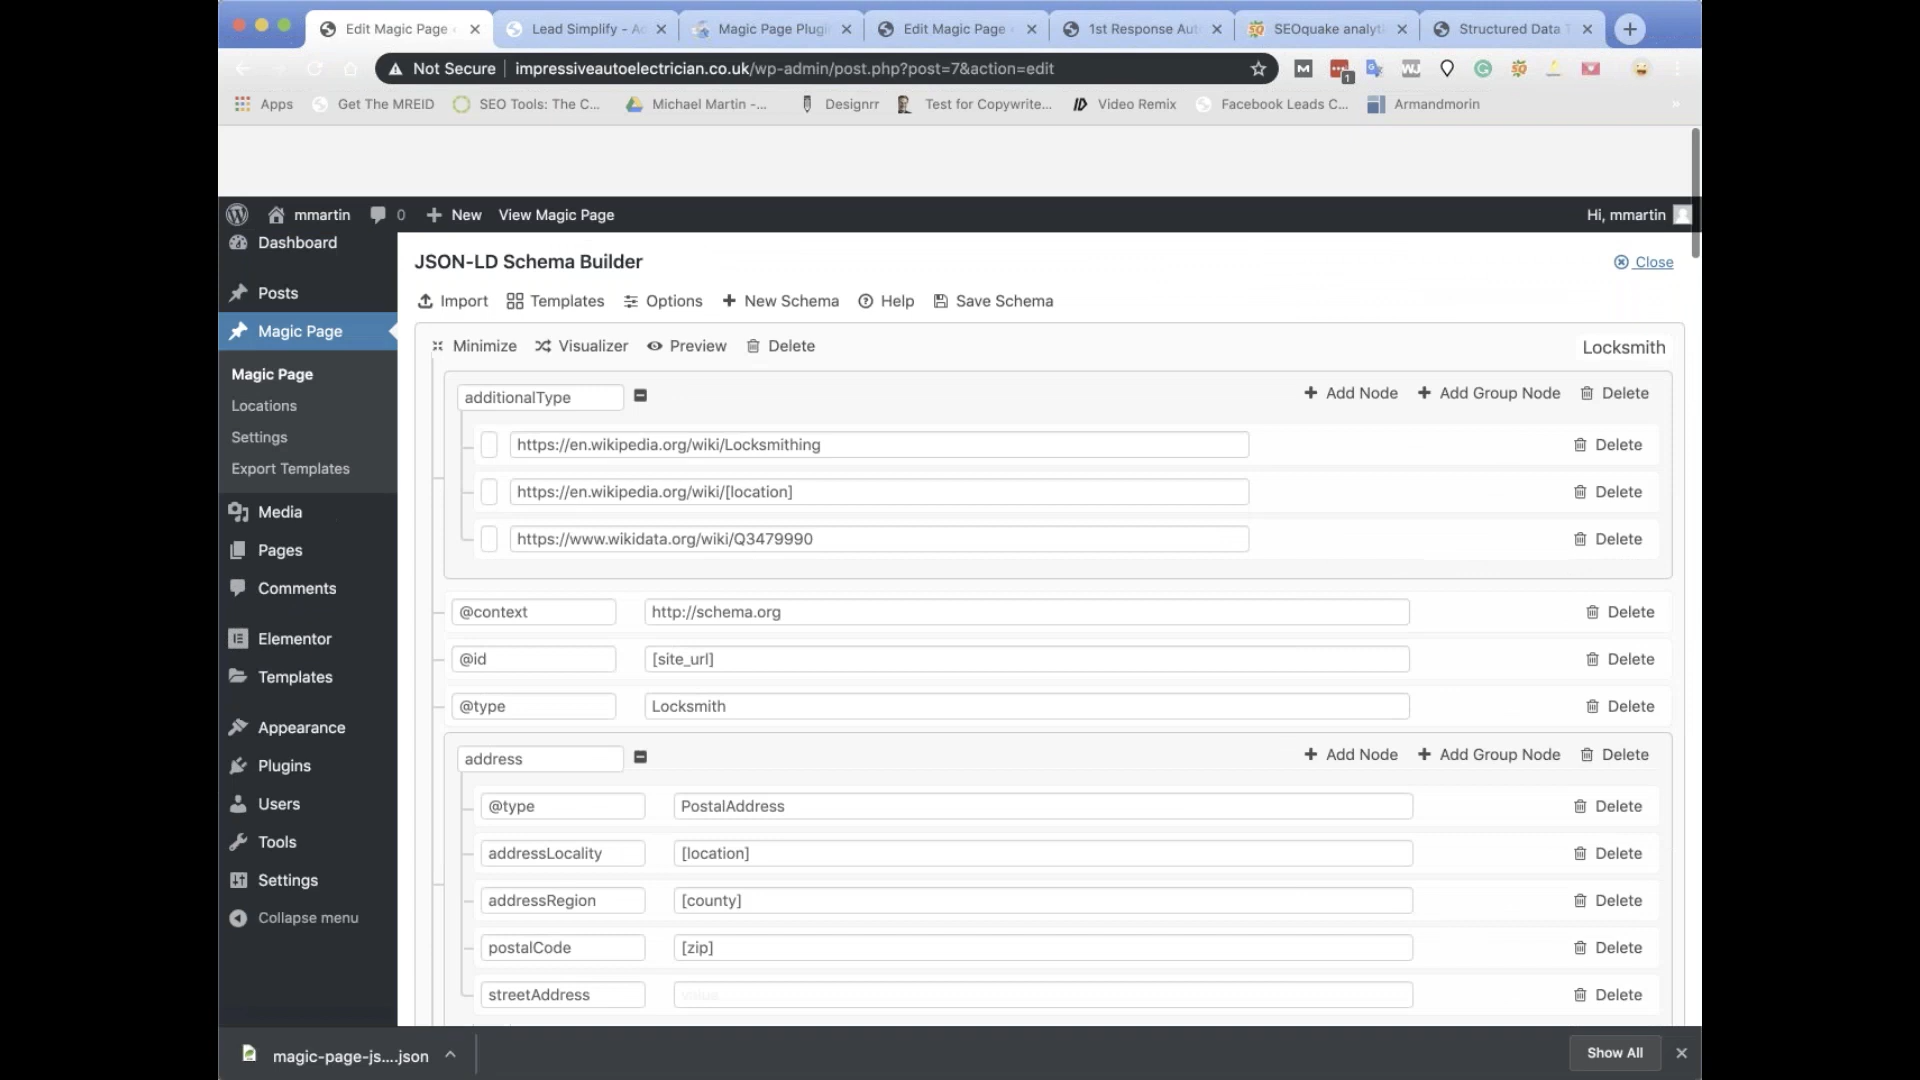 Edit Magic Page
Lead Simplify - Ac
Magic Page Plugi
Edit Magic Page
1st Response Aut
SEOquake analyti
Structured Data T
Not Secure impressiveautoelectrician.co.uk/wp-admin/post.php?post=7&action=edit
Apps
Get The MREID
SEO Tools: The C...
Michael Martin -...
Designrr
Test for Copywrite...
Video Remix
Facebook Leads C...
Armandmorin
mmartin 0 New View Magic Page Hi, mmartin
Dashboard
Posts
Magic Page
Magic Page
Locations
Settings
Export Templates
Media
Pages
Comments
Elementor
Templates
Appearance
Plugins
Users
Tools
Settings
Collapse menu
JSON-LD Schema Builder Close
Import Templates Options New Schema Help Save Schema
Minimize Visualizer Preview Delete Locksmith
additionalType Add Node Add Group Node Delete
https://en.wikipedia.org/wiki/Locksmithing Delete
https://en.wikipedia.org/wiki/[location] Delete
https://www.wikidata.org/wiki/Q3479990 Delete
@context http://schema.org Delete
@id [site_url] Delete
@type Locksmith Delete
address Add Node Add Group Node Delete
@type PostalAddress Delete
addressLocality [location] Delete
addressRegion [county] Delete
postalCode [zip] Delete
streetAddress value Delete
magic-page-js....json Show All